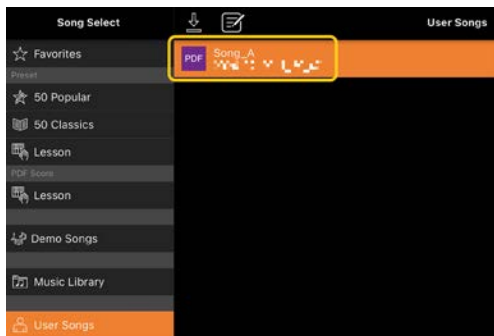 Song Select
User Songs
Favorites
Preset
50 Popular
50 Classics
Lesson
PDF Score
Lesson
Demo Songs
Music Library
User Songs
PDF
Song_A